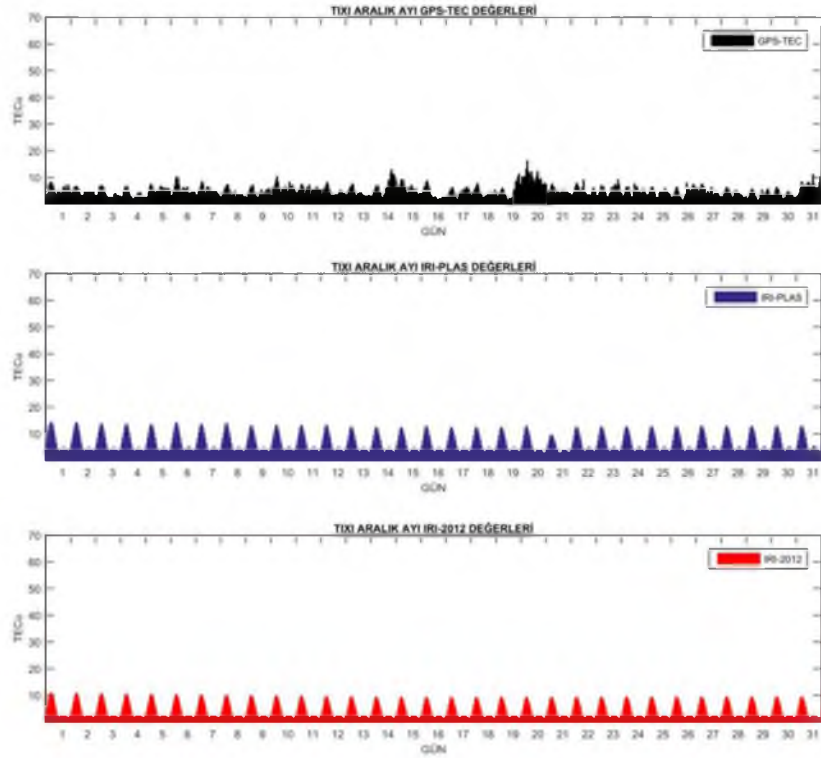 TIXI ARALIK AYI GPS-TEC DEĞERLERİ
70
60
50
40
30
20
10
TECu
GPS-TEC
1 2 3 4 5 6 7 8 9 10 11 12 13 14 15 16 17 18 19 20 21 22 23 24 25 26 27 28 29 30 31
GÜN
TIXI ARALIK AYI IRI-PLAS DEĞERLERİ
70
60
50
40
30
20
10
TECu
IRI-PLAS
1 2 3 4 5 6 7 8 9 10 11 12 13 14 15 16 17 18 19 20 21 22 23 24 25 26 27 28 29 30 31
GÜN
TIXI ARALIK AYI IRI-2012 DEĞERLERİ
70
60
50
40
30
20
10
TECu
IRI-2012
1 2 3 4 5 6 7 8 9 10 11 12 13 14 15 16 17 18 19 20 21 22 23 24 25 26 27 28 29 30 31
GÜN